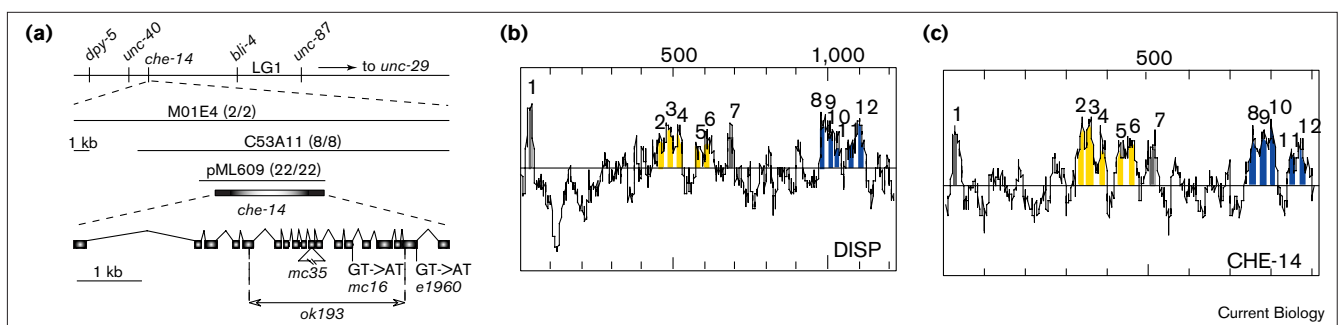 (a)
dpy-5
unc-40
che-14
bli-4
unc-87
LG1
to unc-29
M01E4 (2/2)
1 kb
C53A11 (8/8)
pML609 (22/22)
che-14
mc35
GT->AT
mc16
GT->AT
e1960
1 kb
ok193
(b)
500
1,000
1
2
3
4
5
6
7
8
9
10
11
12
DISP
(c)
500
1
2
3
4
5
6
7
8
9
10
11
12
CHE-14
Current Biology